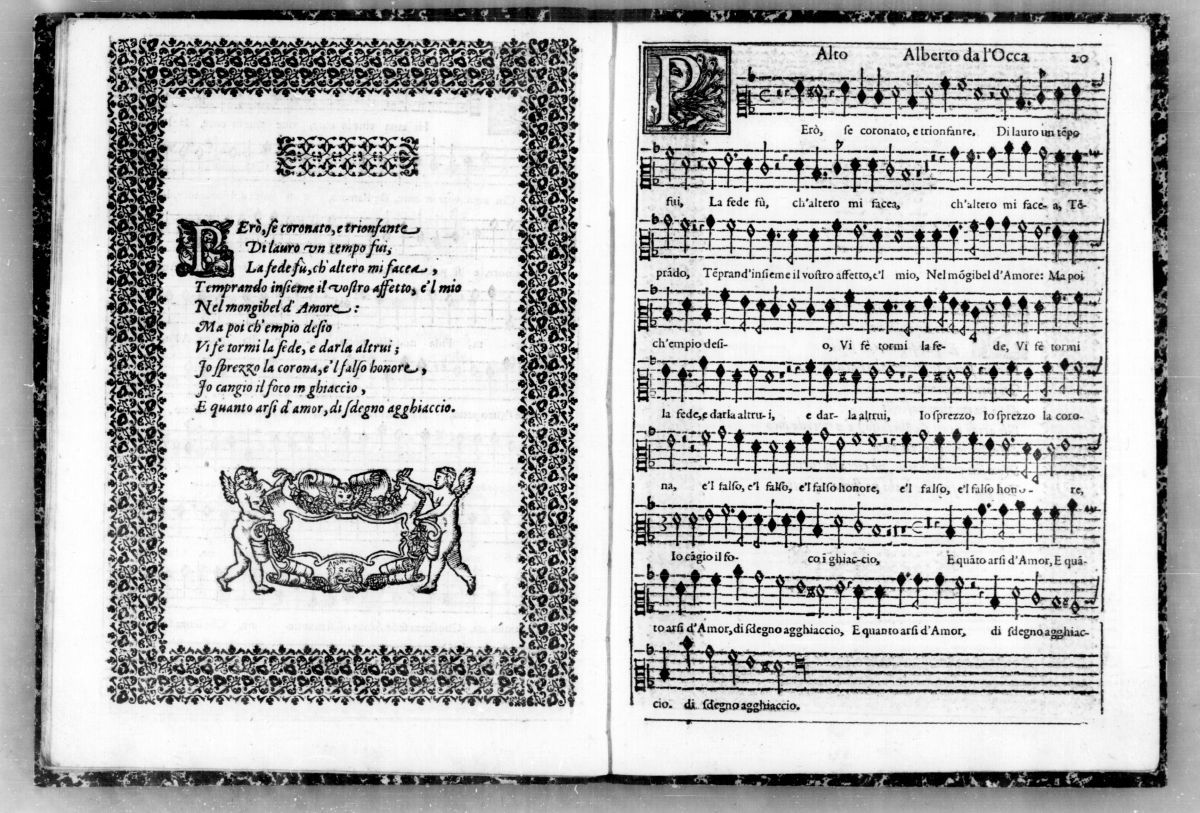 Però, se coronato, e trionfante
Di lauro vn tempo fui,
La fede fù, ch'altero mi facea,
Temprando inſieme il voſtro affetto, e'l mio
Nel mongibel d'Amore:
Ma poi ch'empio deſio
Vi fe tormi la fede, e darla altrui;
Io ſprezzo la corona, e'l falſo honore,
Io cangio il foco in ghiaccio,
E quanto arſi d'amor, di ſdegno agghiaccio.
Alto Alberto da l'Occa 20
PErò, ſe coronato, e trionfante, Di lauro un tẽpo
fui, La fede fù, ch'altero mi facea, ch'altero mi face- a, Tẽ-
prãdo, Tẽprand'inſieme il voſtro affetto, e'l mio, Nel mõgibel d'Amore: Ma poi
ch'empio deſi- o, Vi fè tormi la fe- de, Vi fè tormi
la fede, e darla altru- i, e dar- la altrui, Io ſprezzo, Io ſprezzo la coro-
na, e'l falſo, e'l falſo, e'l falſo honore, e'l falſo, e'l falſo hono- re,
Io cãgio il fo- co ĩ ghiac-cio, E quãto arſi d'Amor, E quã-
to arſi d'Amor, di ſdegno agghiaccio, E quanto arſi d'Amor, di ſdegno agghiac-
cio. di ſdegno agghiaccio.